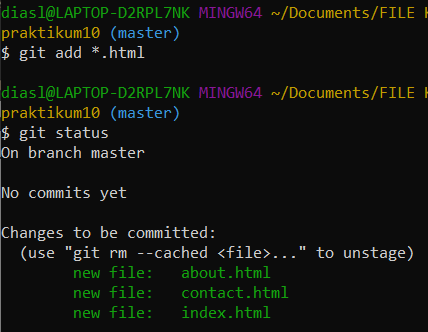 diasl@LAPTOP-D2RPL7NK MINGW64 ~/Documents/FILE K
praktikum10 (master)
$ git add *.html
diasl@LAPTOP-D2RPL7NK MINGW64 ~/Documents/FILE K
praktikum10 (master)
$ git status
On branch master
No commits yet
Changes to be committed:
(use "git rm --cached <file>..." to unstage)
new file:   about.html
new file:   contact.html
new file:   index.html